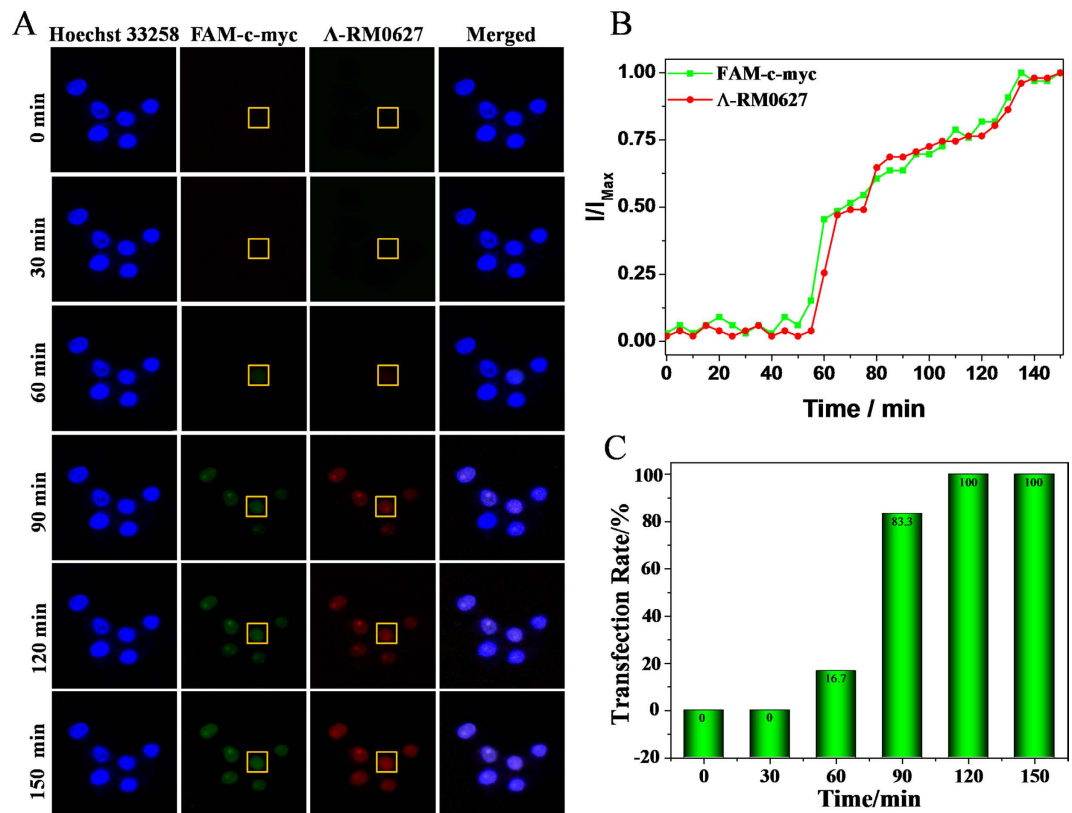 A
Hoechst 33258 FAM-c-myc Λ-RM0627 Merged
0 min
30 min
60 min
90 min
120 min
150 min
B
FAM-c-myc
Λ-RM0627
1.00
0.75
0.50
0.25
0.00
I/IMax
0 20 40 60 80 100 120 140
Time / min
C
100
80
60
40
20
0
-20
Transfection Rate/%
0 0 16.7 83.3 100 100
0 30 60 90 120 150
Time/min